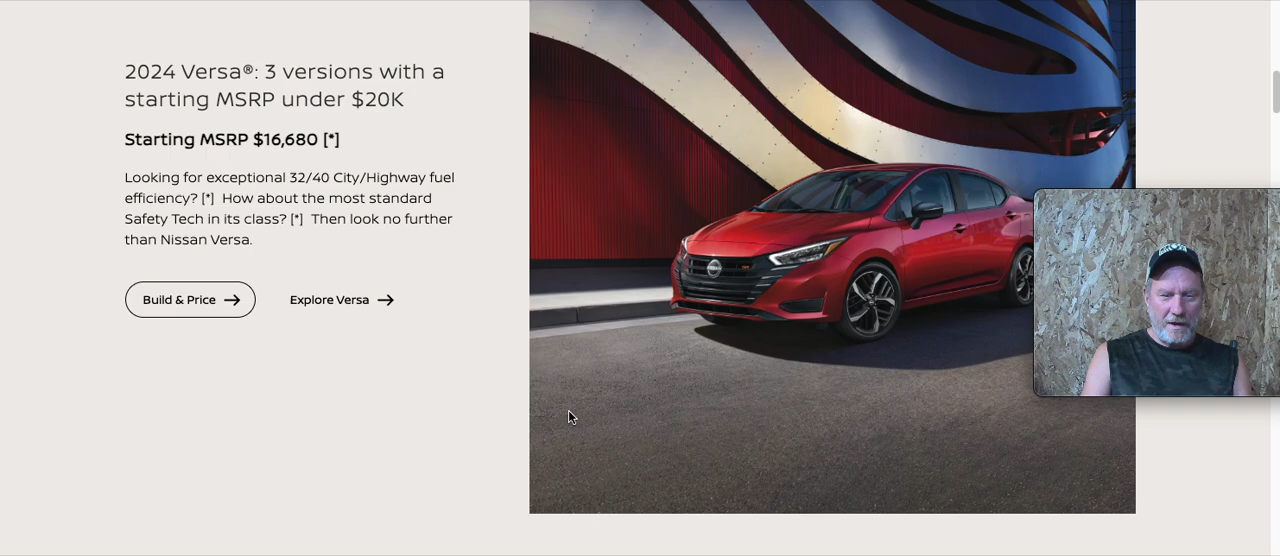 2024 Versa®: 3 versions with a
starting MSRP under $20K
Starting MSRP $16,680 [*]
Looking for exceptional 32/40 City/Highway fuel
efficiency? [*] How about the most standard
Safety Tech in its class? [*] Then look no further
than Nissan Versa.
Build & Price
Explore Versa